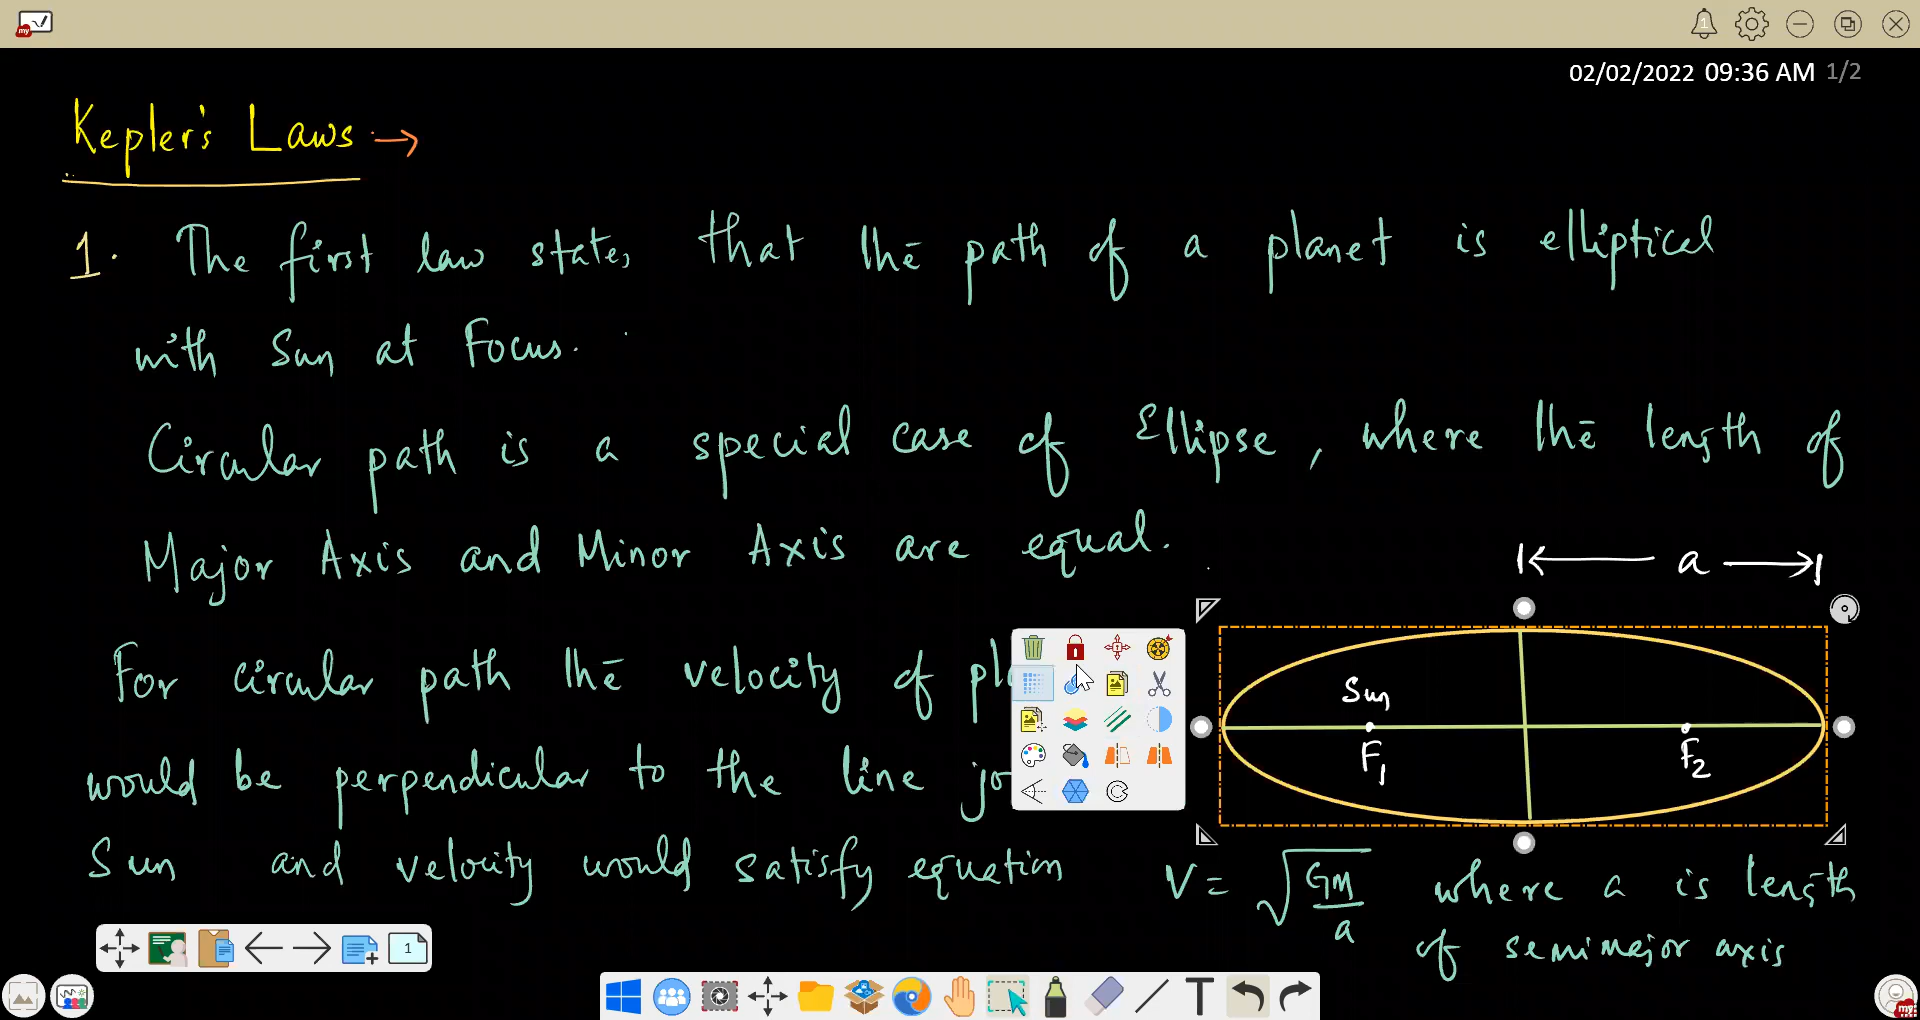 02/02/2022 09:36 AM 1/2
Kepler's Laws →
1. The first law states that the path of a planet is elliptical
with Sun at Focus.
Circular path is a special case of Ellipse, where the length of
Major Axis and Minor Axis are equal.
a
For circular path the velocity of pl
Sun
F1
F2
would be perpendicular to the line jo
Sun and velocity would satisfy equation V = √GM/a where a is length
of semimajor axis
1